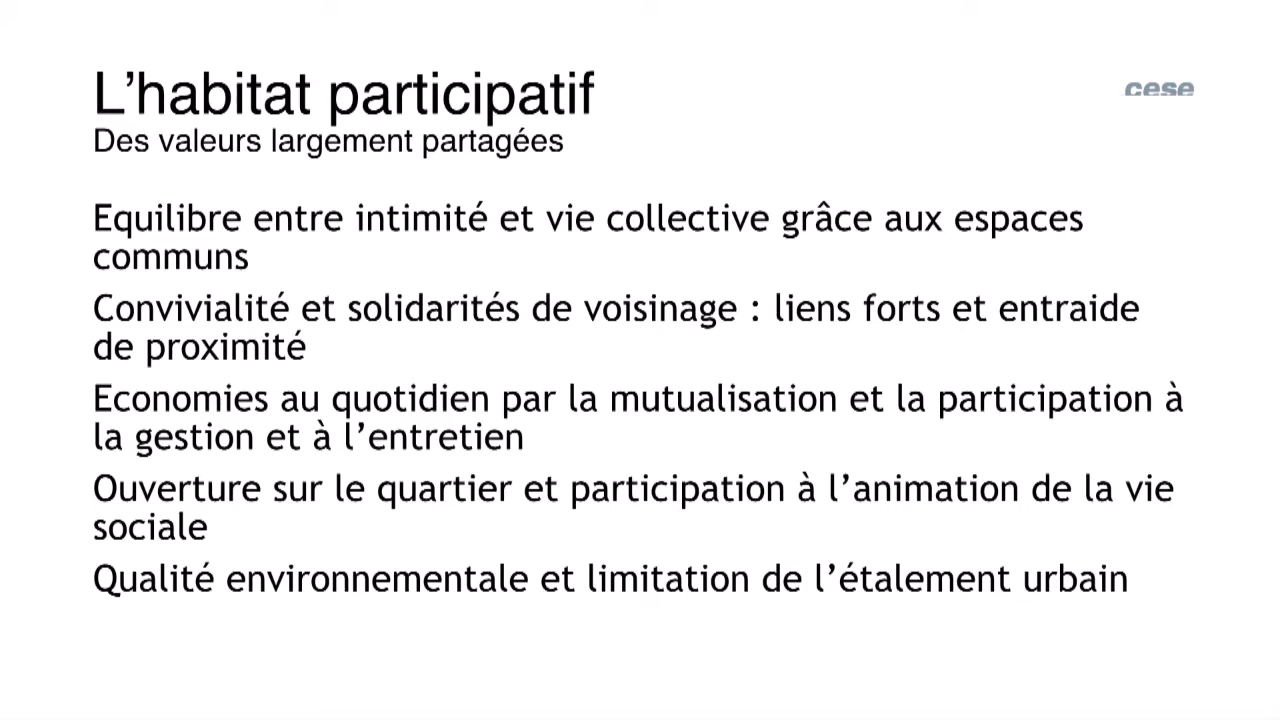 L’habitat participatif
cese
Des valeurs largement partagées
Equilibre entre intimité et vie collective grâce aux espaces
communs
Convivialité et solidarités de voisinage : liens forts et entraide
de proximité
Economies au quotidien par la mutualisation et la participation à
la gestion et à l’entretien
Ouverture sur le quartier et participation à l’animation de la vie
sociale
Qualité environnementale et limitation de l’étalement urbain